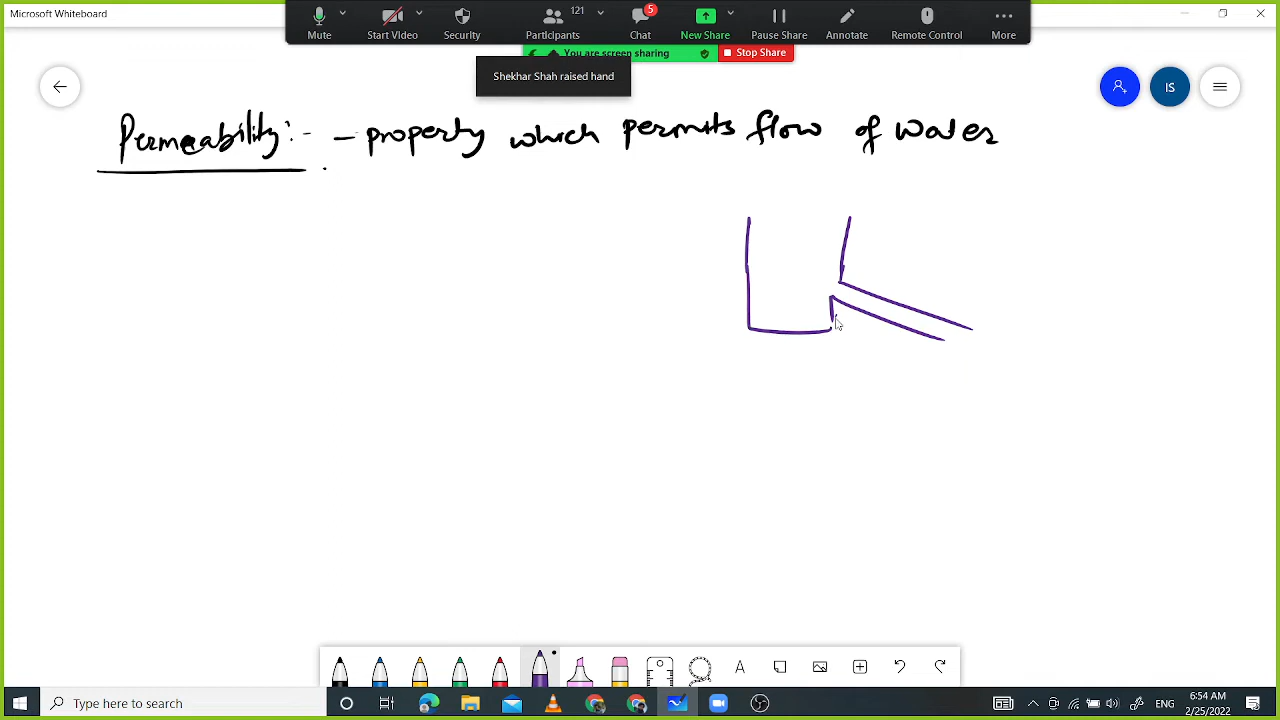 Microsoft Whiteboard
Mute
Start Video
Security
121
Participants
5
Chat
New Share
Pause Share
Annotate
Remote Control
More
You are screen sharing
Stop Share
Shekhar Shah raised hand
IS
Permeability:- - property which permits flow of water
A
Type here to search
ENG
6:54 AM
2/25/2022